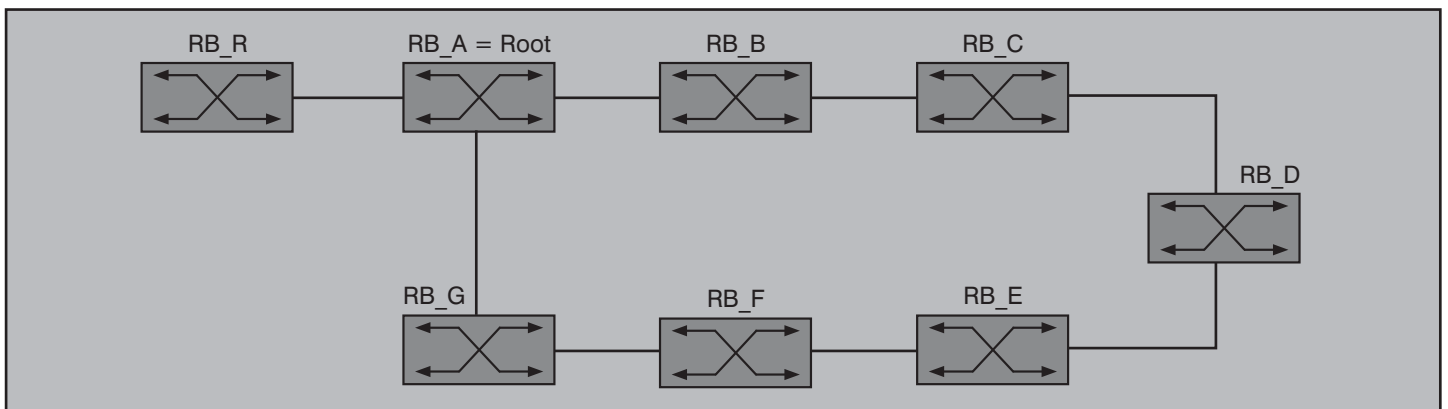 RB_R
RB_A = Root
RB_B
RB_C
RB_D
RB_G
RB_F
RB_E